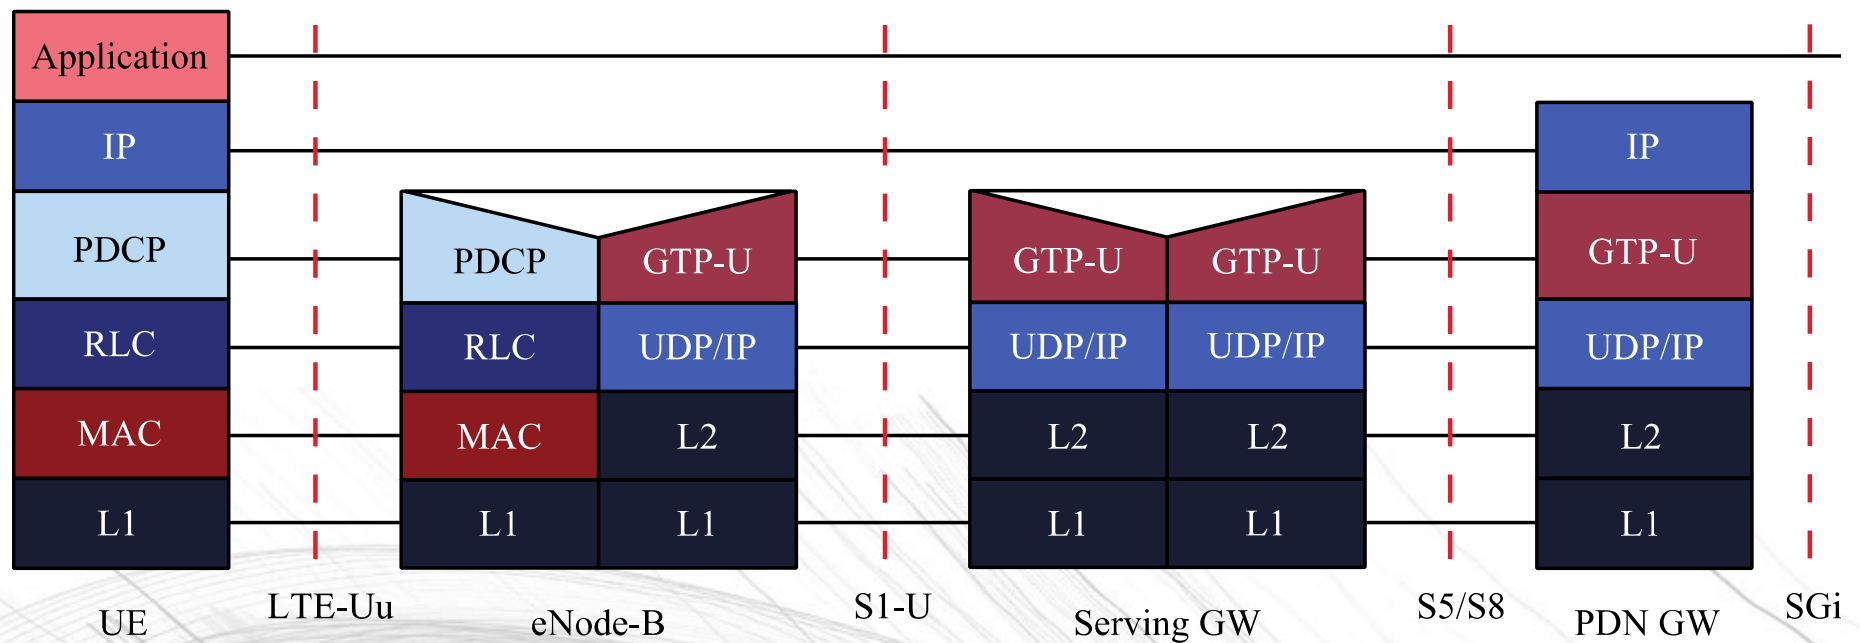 Application
IP
IP
PDCP
PDCP
GTP-U
GTP-U
GTP-U
GTP-U
RLC
RLC
UDP/IP
UDP/IP
UDP/IP
UDP/IP
MAC
MAC
L2
L2
L2
L2
L1
L1
L1
L1
L1
L1
UE
LTE-Uu
eNode-B
S1-U
Serving GW
S5/S8
PDN GW
SGi